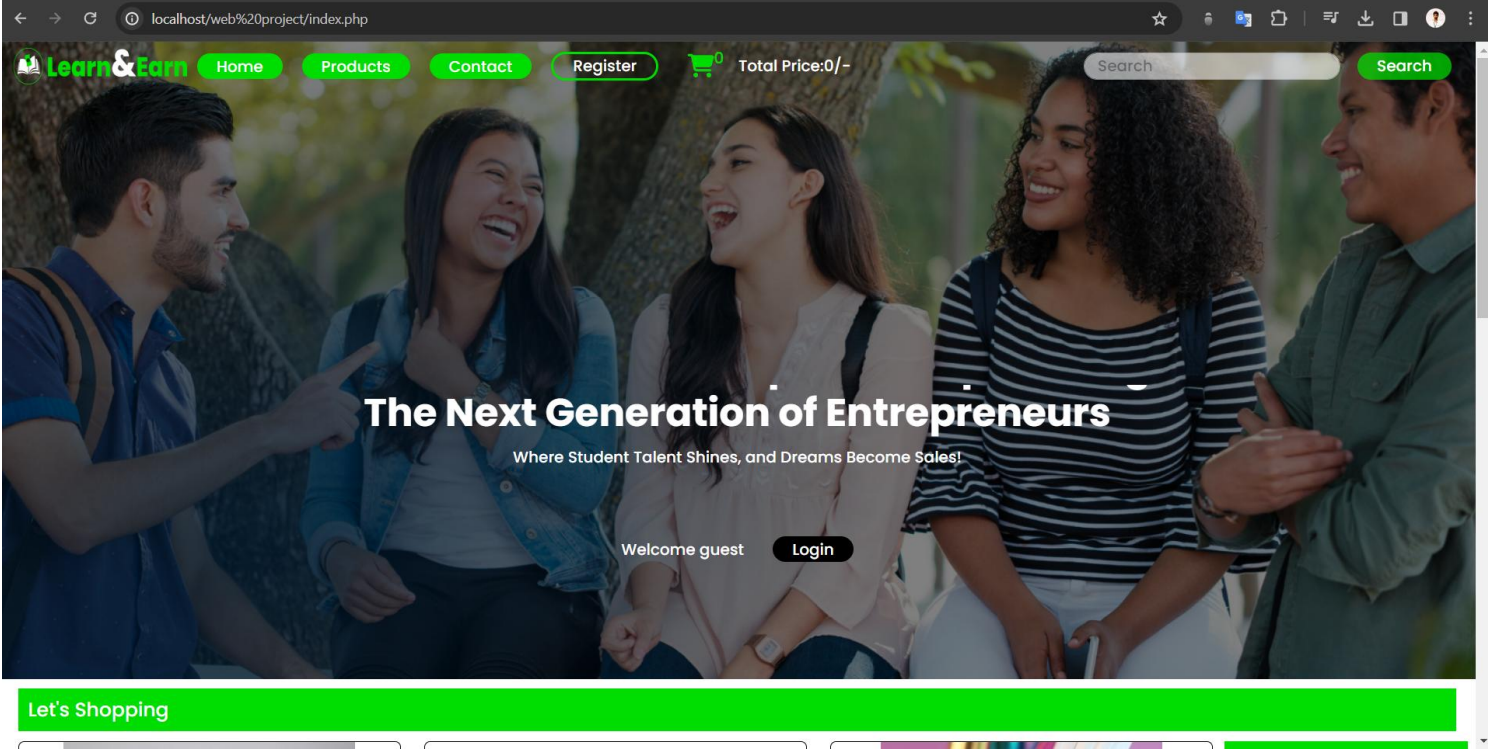 localhost/web%20project/index.php
Learn&Earn Home Products Contact Register 0 Total Price:0/- Search Search
The Next Generation of Entrepreneurs
Where Student Talent Shines, and Dreams Become Sales!
Welcome guest Login
Let's Shopping